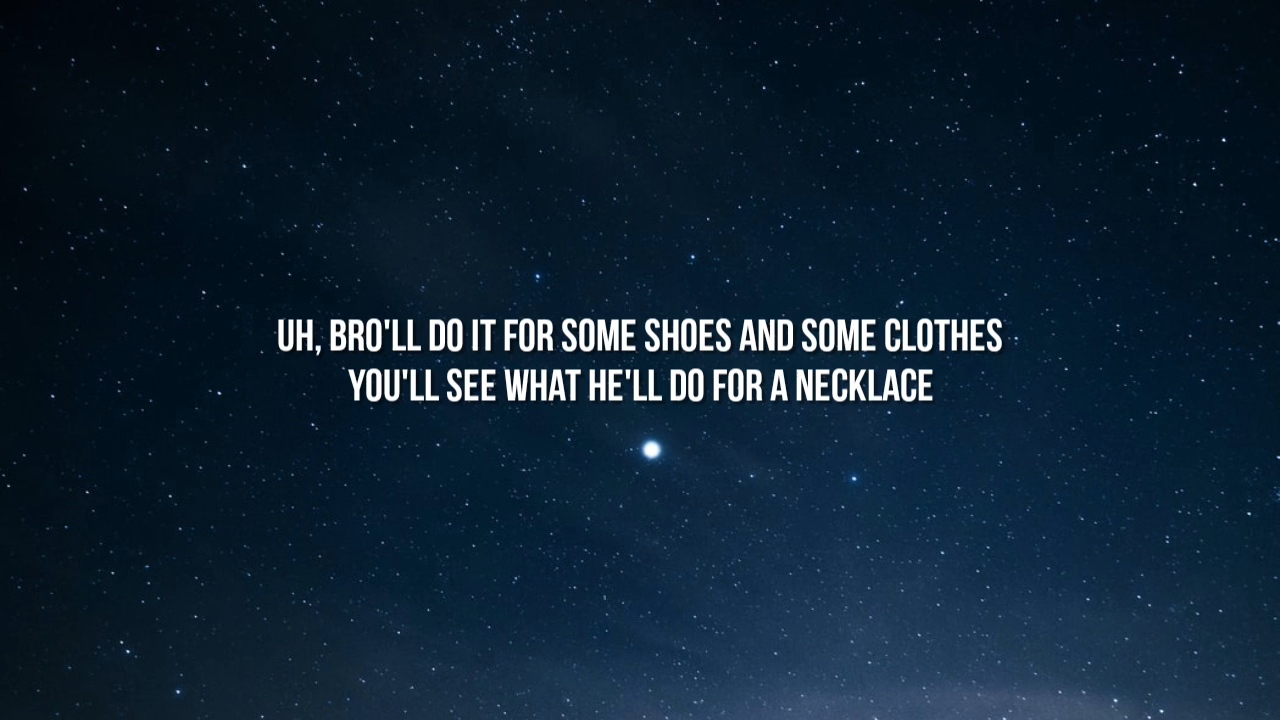 UH, BRO'LL DO IT FOR SOME SHOES AND SOME CLOTHES
YOU'LL SEE WHAT HE'LL DO FOR A NECKLACE